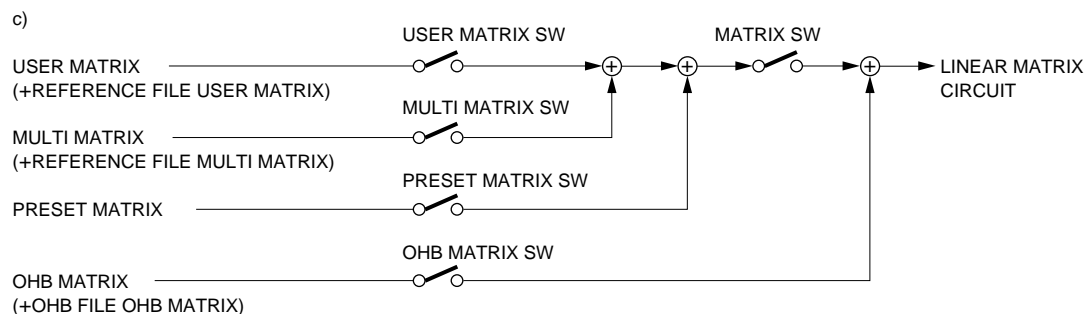 c)
USER MATRIX SW
MATRIX SW
USER MATRIX
(+REFERENCE FILE USER MATRIX)
LINEAR MATRIX
CIRCUIT
MULTI MATRIX SW
MULTI MATRIX
(+REFERENCE FILE MULTI MATRIX)
PRESET MATRIX SW
PRESET MATRIX
OHB MATRIX SW
OHB MATRIX
(+OHB FILE OHB MATRIX)